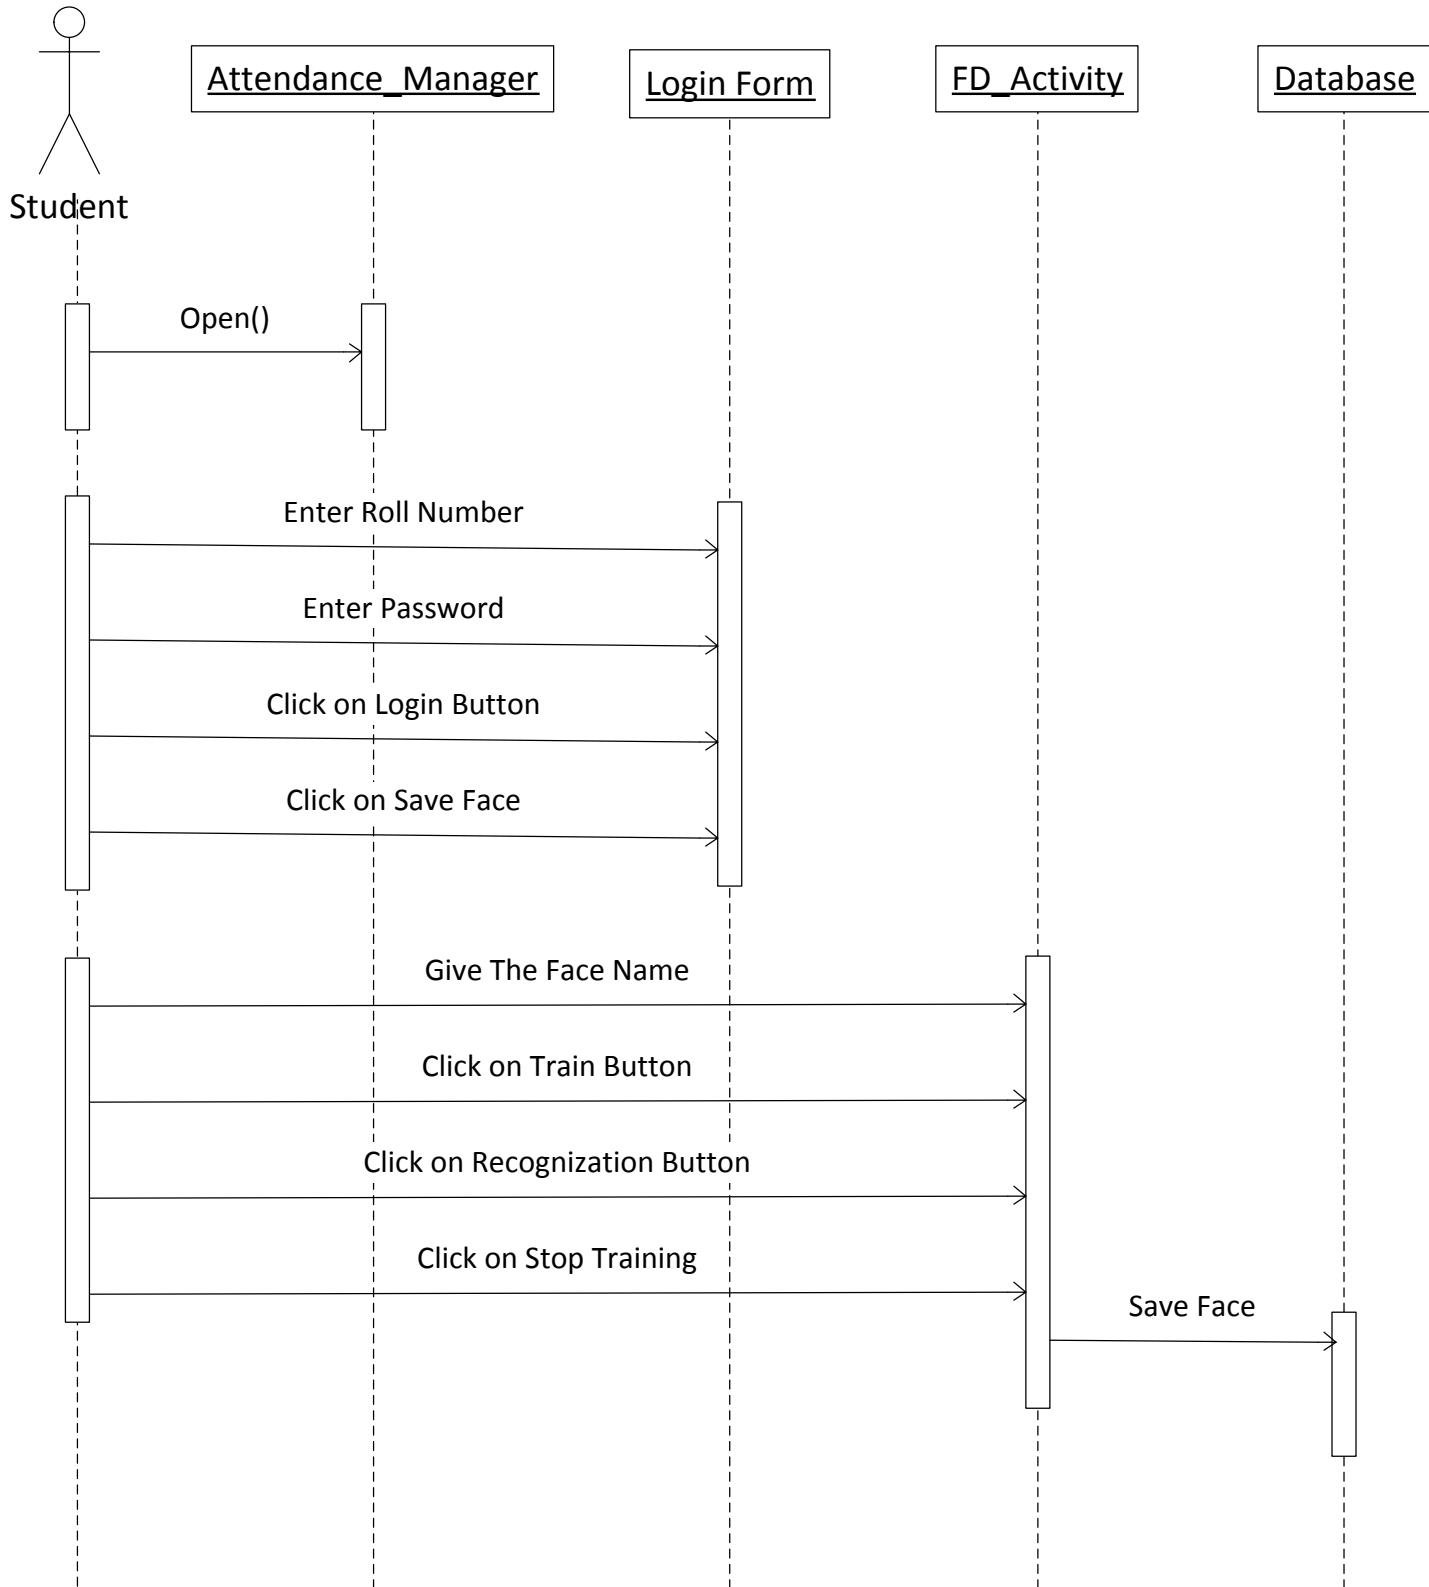 Attendance_Manager
Login Form
FD_Activity
Database
Student
Open()
Enter Roll Number
Enter Password
Click on Login Button
Click on Save Face
Give The Face Name
Click on Train Button
Click on Recognization Button
Click on Stop Training
Save Face